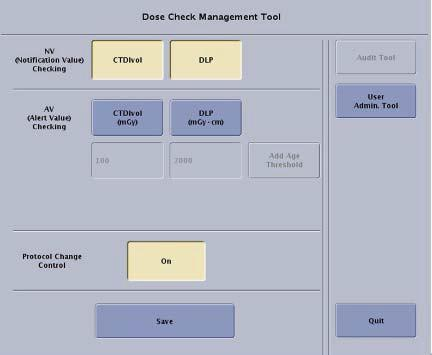 Dose Check Management Tool
NV
(Notification Value)
Checking
CTDIvol
DLP
Audit Tool
AV
(Alert Value)
Checking
CTDIvol
(mGy)
DLP
(mGy-cm)
User
Admin. Tool
100
2000
Add Age
Threshold
Protocol Change
Control
On
Save
Quit